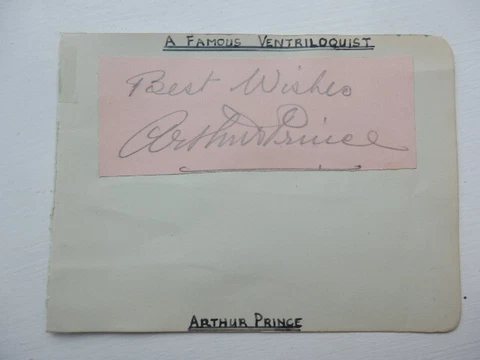 A FAMOUS VENTRILOQUIST
Best Wishes
Arthur Prince
ARTHUR PRINCE